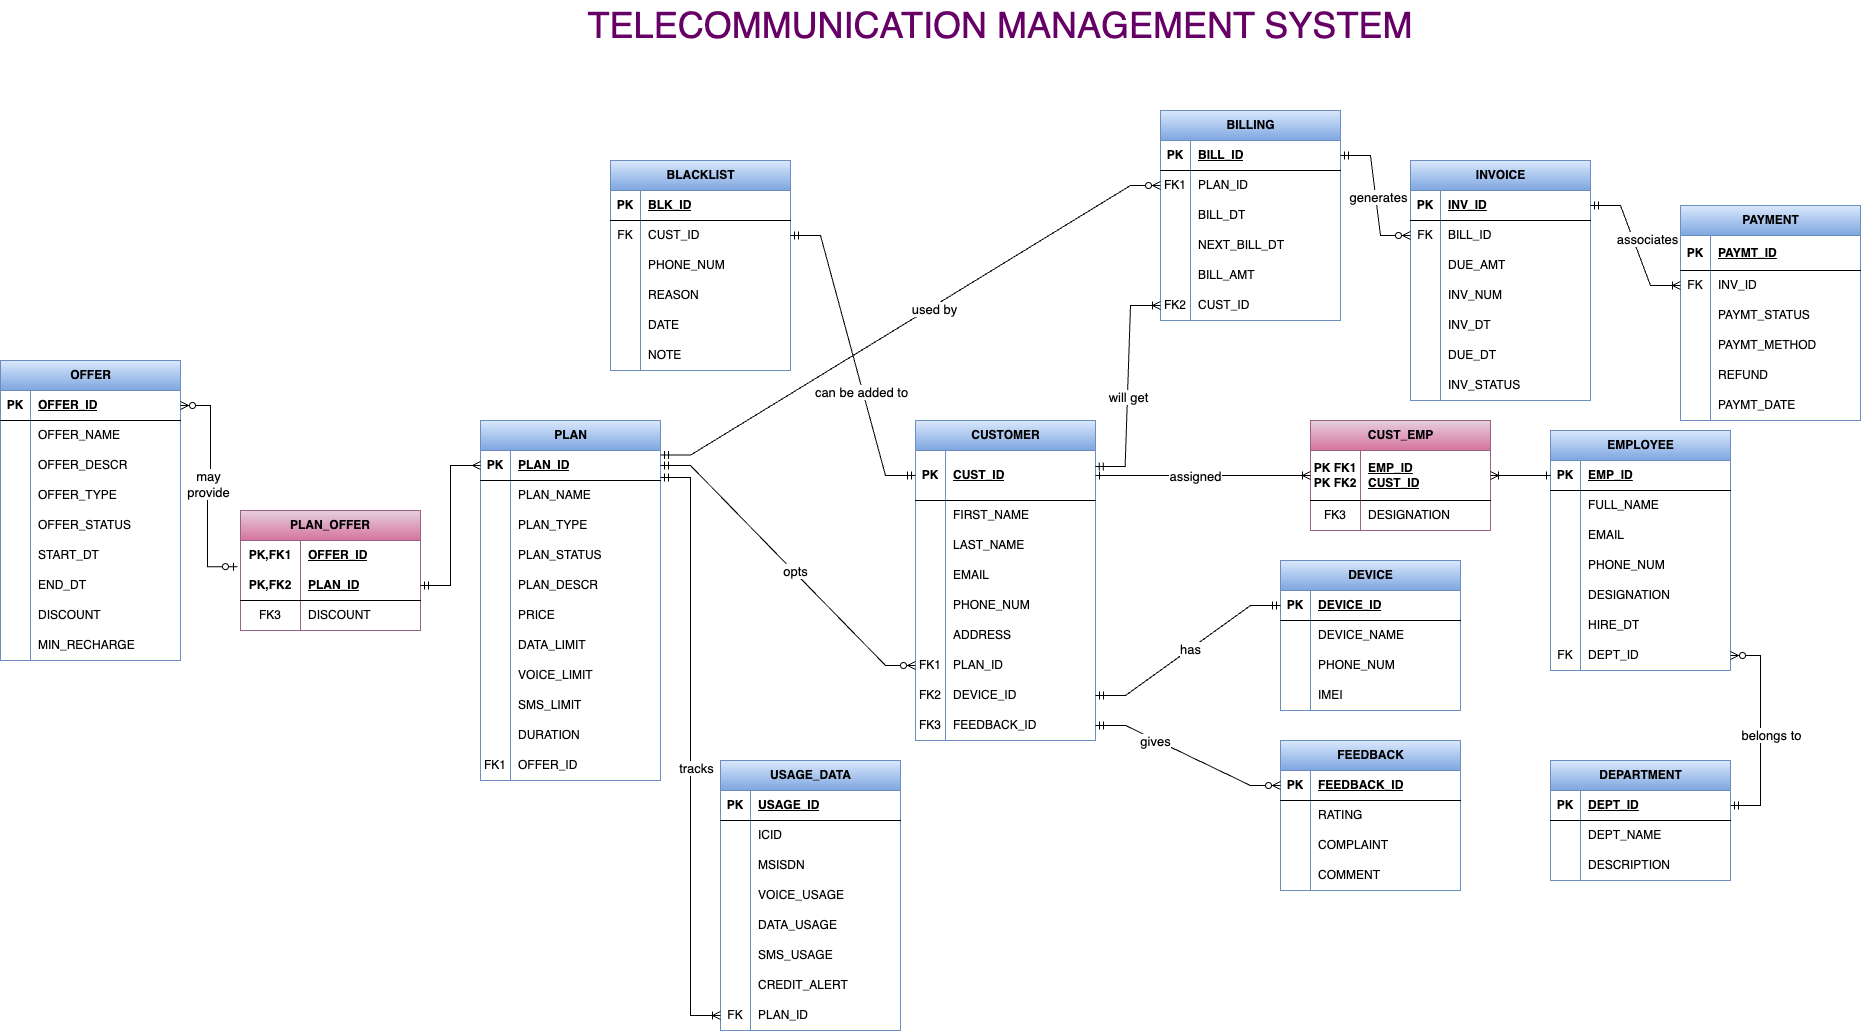 TELECOMMUNICATION MANAGEMENT SYSTEM
BILLING
PK BILL_ID
FK1 PLAN_ID
BILL_DT
NEXT_BILL_DT
BILL_AMT
FK2 CUST_ID
BLACKLIST
PK BLK_ID
FK CUST_ID
PHONE_NUM
REASON
DATE
NOTE
generates
INVOICE
PK INV_ID
FK BILL_ID
DUE_AMT
INV_NUM
INV_DT
DUE_DT
INV_STATUS
associates
PAYMENT
PK PAYMT_ID
FK INV_ID
PAYMT_STATUS
PAYMT_METHOD
REFUND
PAYMT_DATE
used by
can be added to
will get
OFFER
PK OFFER_ID
OFFER_NAME
OFFER_DESCR
OFFER_TYPE
OFFER_STATUS
START_DT
END_DT
DISCOUNT
MIN_RECHARGE
may
provide
PLAN_OFFER
PK,FK1 OFFER_ID
PK,FK2 PLAN_ID
FK3 DISCOUNT
PLAN
PK PLAN_ID
PLAN_NAME
PLAN_TYPE
PLAN_STATUS
PLAN_DESCR
PRICE
DATA_LIMIT
VOICE_LIMIT
SMS_LIMIT
DURATION
FK1 OFFER_ID
opts
tracks
CUSTOMER
PK CUST_ID
FIRST_NAME
LAST_NAME
EMAIL
PHONE_NUM
ADDRESS
FK1 PLAN_ID
FK2 DEVICE_ID
FK3 FEEDBACK_ID
assigned
CUST_EMP
PK FK1 EMP_ID
PK FK2 CUST_ID
FK3 DESIGNATION
EMPLOYEE
PK EMP_ID
FULL_NAME
EMAIL
PHONE_NUM
DESIGNATION
HIRE_DT
FK DEPT_ID
has
DEVICE
PK DEVICE_ID
DEVICE_NAME
PHONE_NUM
IMEI
gives
FEEDBACK
PK FEEDBACK_ID
RATING
COMPLAINT
COMMENT
belongs to
DEPARTMENT
PK DEPT_ID
DEPT_NAME
DESCRIPTION
USAGE_DATA
PK USAGE_ID
ICID
MSISDN
VOICE_USAGE
DATA_USAGE
SMS_USAGE
CREDIT_ALERT
FK PLAN_ID